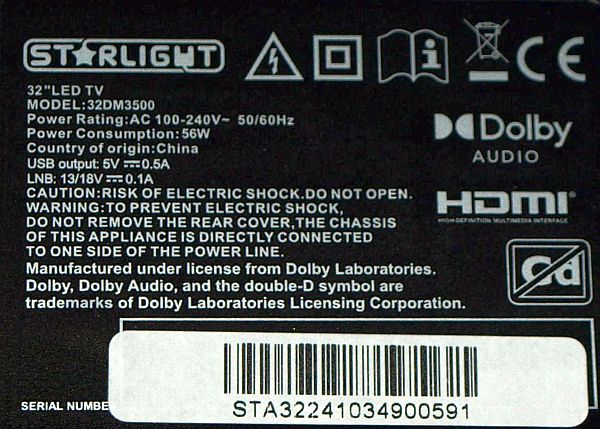 STARLIGHT
32"LED TV
MODEL:32DM3500
Power Rating:AC 100-240V~ 50/60Hz
Power Consumption:56W
Country of origin:China
USB output: 5V⎓0.5A
LNB: 13/18V⎓0.1A
CAUTION:RISK OF ELECTRIC SHOCK.DO NOT OPEN.
WARNING:TO PREVENT ELECTRIC SHOCK,
DO NOT REMOVE THE REAR COVER,THE CHASSIS
OF THIS APPLIANCE IS DIRECTLY CONNECTED
TO ONE SIDE OF THE POWER LINE.
Manufactured under license from Dolby Laboratories.
Dolby, Dolby Audio, and the double-D symbol are
trademarks of Dolby Laboratories Licensing Corporation.
CE
Dolby
AUDIO
HDMI
HIGH-DEFINITION MULTIMEDIA INTERFACE
Cd
SERIAL NUMBE
STA32241034900591